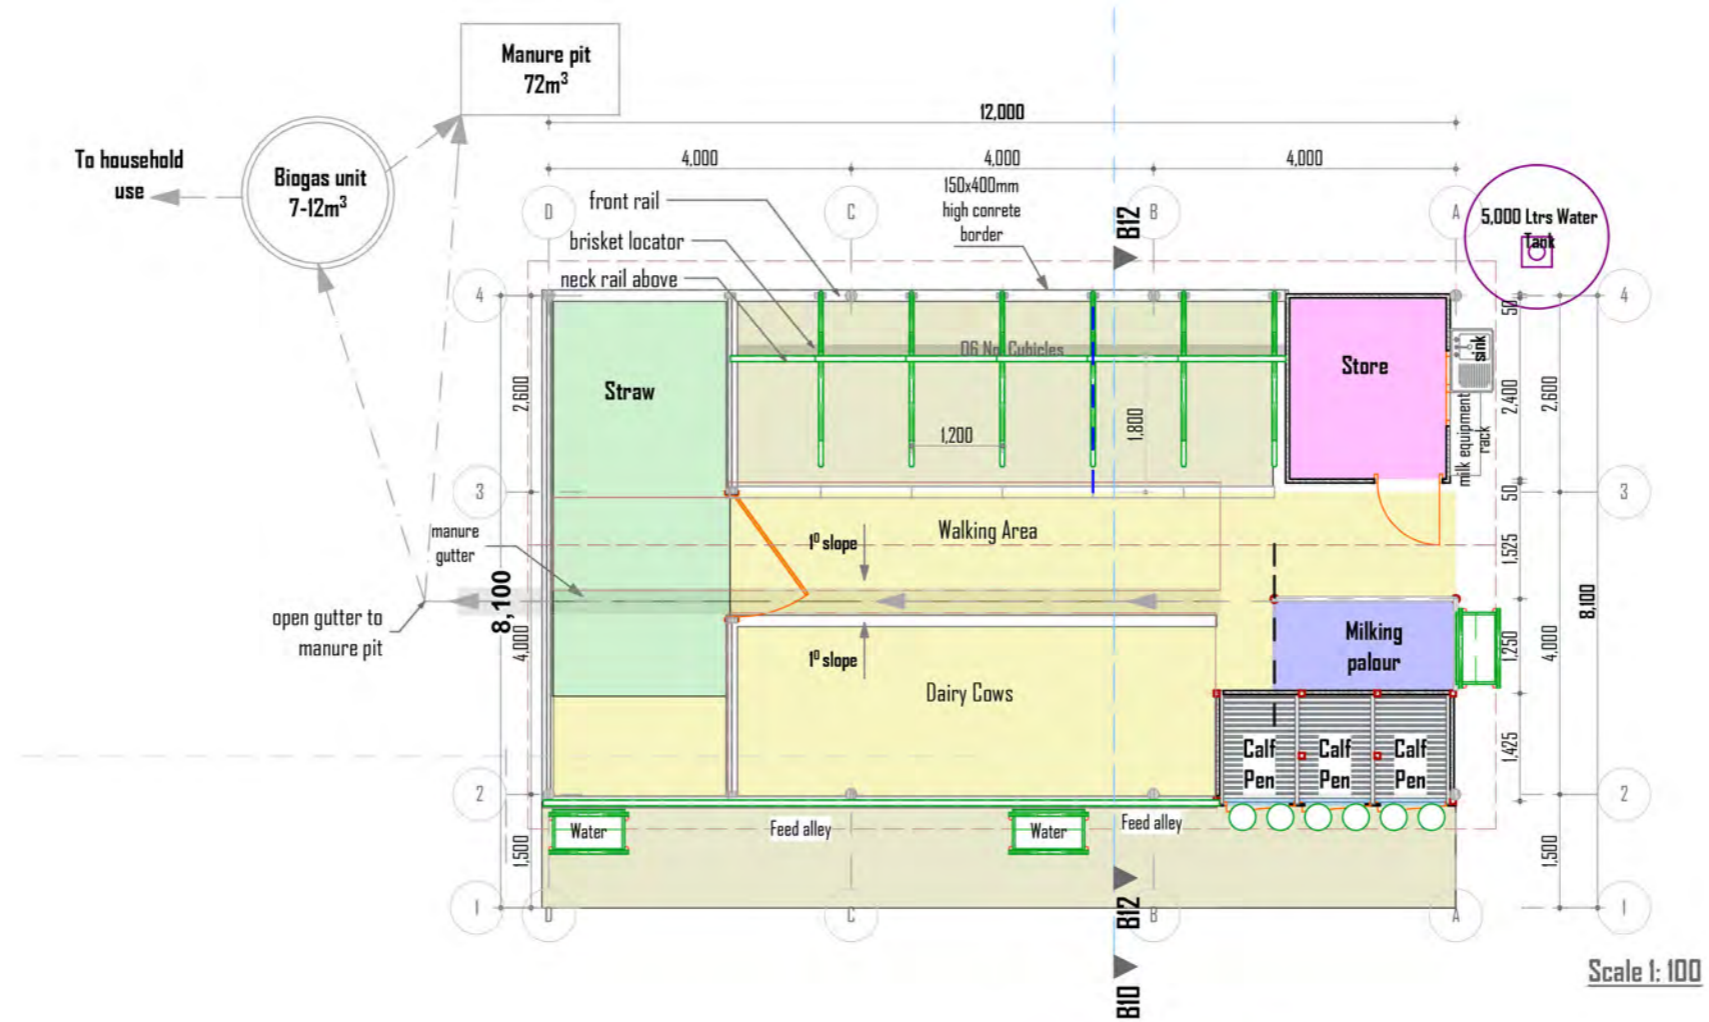 Manure pit
72m³
12,000
To household
use
Biogas unit
7-12m³
4,000
4,000
4,000
150x400mm
high conrete
border
front rail
brisket locator
neck rail above
D
C
B12
B
A
5,000 Ltrs Water
Tank
4
4
50
06 No. Cubicles
Store
sink
Straw
2,600
2,400
2,600
1,200
1,800
milk equipment
rack
3
3
50
manure
gutter
1⁰ slope
Walking Area
1,525
8,100
8,100
open gutter to
manure pit
4,000
1⁰ slope
Milking
palour
1,250
4,000
Dairy Cows
Calf
Pen
Calf
Pen
Calf
Pen
1,425
2
2
Water
Feed alley
Water
Feed alley
1,500
1,500
1
D
C
B12
B
A
1
B10
Scale 1: 100